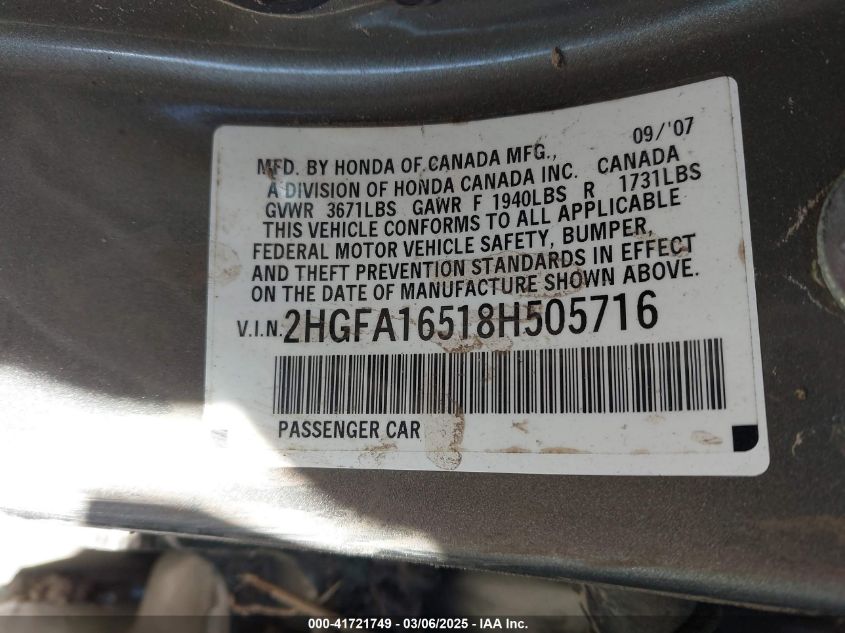 09/'07
MFD. BY HONDA OF CANADA MFG.,
A DIVISION OF HONDA CANADA INC. CANADA
GVWR 3671LBS GAWR F 1940LBS R 1731LBS
THIS VEHICLE CONFORMS TO ALL APPLICABLE
FEDERAL MOTOR VEHICLE SAFETY, BUMPER,
AND THEFT PREVENTION STANDARDS IN EFFECT
ON THE DATE OF MANUFACTURE SHOWN ABOVE.
V.I.N. 2HGFA16518H505716
PASSENGER CAR
000-41721749 — 03/06/2025 - IAA Inc.